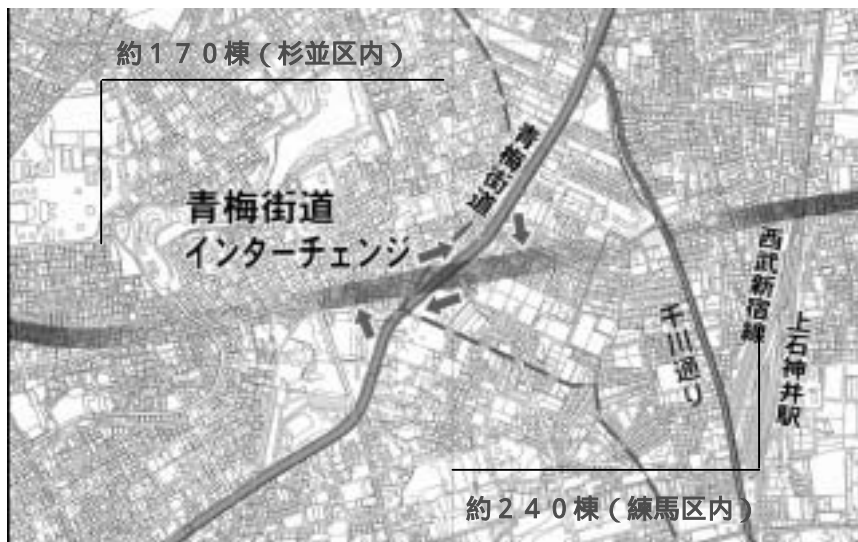 約１７０棟（杉並区内）
青梅街道
青梅街道
インターチェンジ
西武新宿線
上石神井駅
千川通り
約２４０棟（練馬区内）